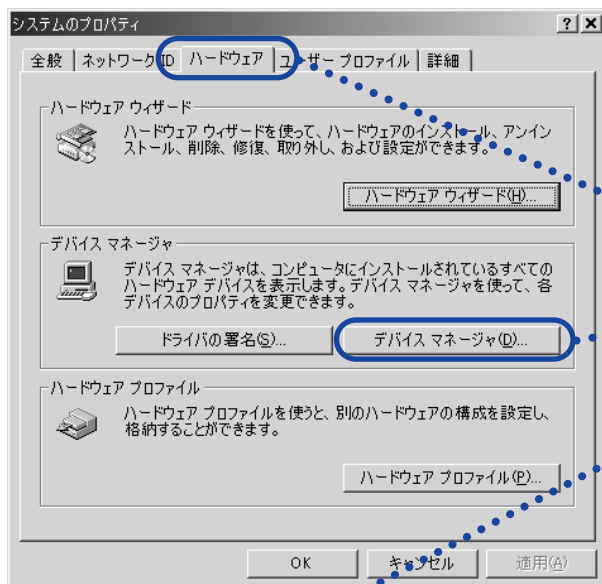 システムのプロパティ
? ×
全般 ネットワーク ID ハードウェア ユーザー プロファイル 詳細
ハードウェア ウィザード
ハードウェア ウィザードを使って、ハードウェアのインストール、アンイン
ストール、削除、修復、取り外し、および設定ができます。
ハードウェア ウィザード(H)...
デバイス マネージャ
デバイス マネージャは、コンピュータにインストールされているすべての
ハードウェア デバイスを表示します。デバイス マネージャを使って、各
デバイスのプロパティを変更できます。
ドライバの署名(S)... デバイス マネージャ(D)...
ハードウェア プロファイル
ハードウェア プロファイルを使うと、別のハードウェアの構成を設定し、
格納することができます。
ハードウェア プロファイル(P)...
OK キャンセル 適用(A)